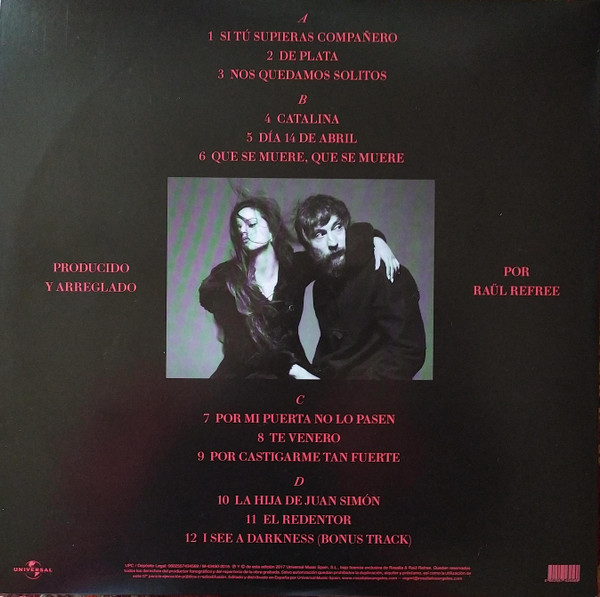 A
1 SI TÚ SUPIERAS COMPAÑERO
2 DE PLATA
3 NOS QUEDAMOS SOLITOS
B
4 CATALINA
5 DÍA 14 DE ABRIL
6 QUE SE MUERE, QUE SE MUERE
PRODUCIDO
Y ARREGLADO
POR
RAÜL REFREE
C
7 POR MI PUERTA NO LO PASEN
8 TE VENERO
9 POR CASTIGARME TAN FUERTE
D
10 LA HIJA DE JUAN SIMÓN
11 EL REDENTOR
12 I SEE A DARKNESS (BONUS TRACK)
UNIVERSAL